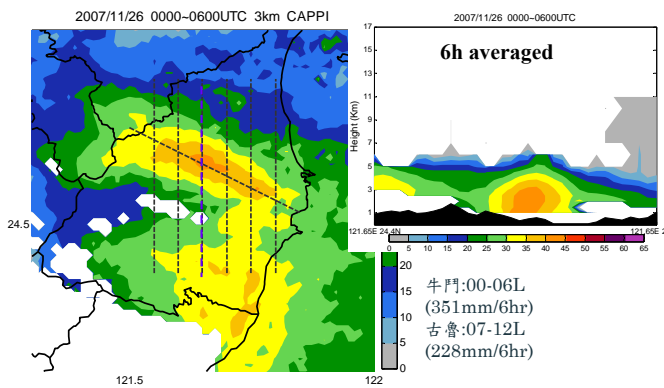 2007/11/26 0000~0600UTC 3km CAPPI
24.5
121.5
122
2007/11/26 0000~0600UTC
6h averaged
Height (Km)
17
15
13
11
9
7
5
3
1
121.65E 24.4N
121.65E 2
0 5 10 15 20 25 30 35 40 45 50 55 60 65
20
15
10
5
0
牛鬥:00-06L
(351mm/6hr)
古魯:07-12L
(228mm/6hr)